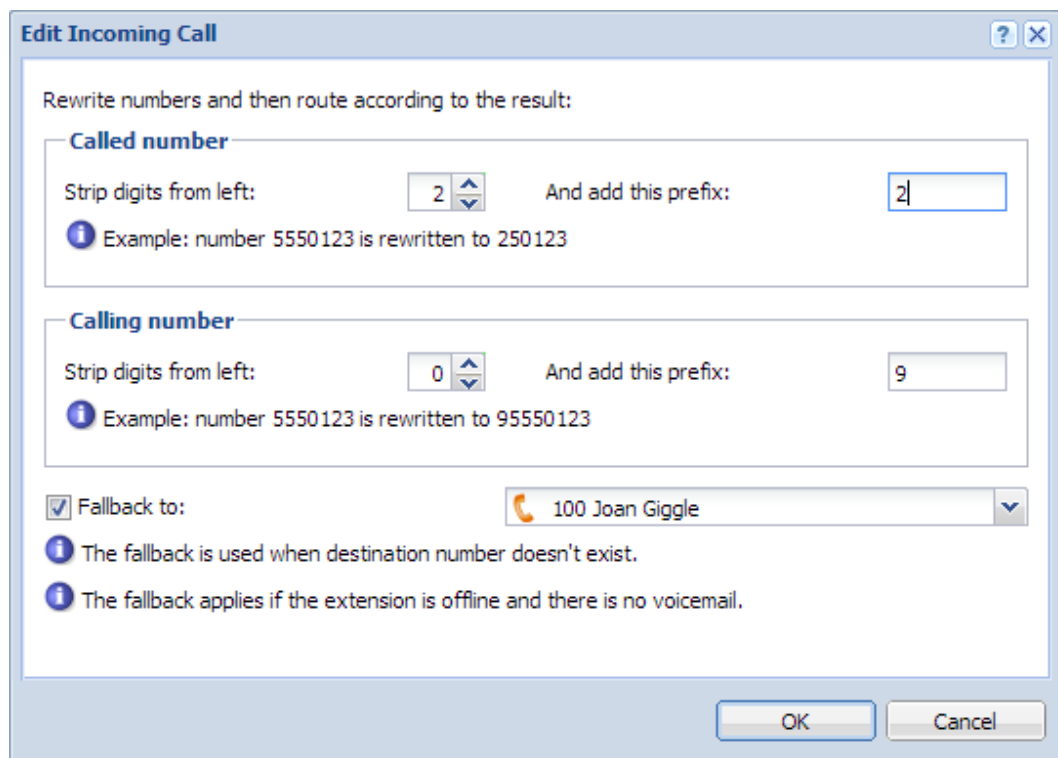 Edit Incoming Call
Rewrite numbers and then route according to the result:
Called number
Strip digits from left: 2 And add this prefix: 2
Example: number 5550123 is rewritten to 250123
Calling number
Strip digits from left: 0 And add this prefix: 9
Example: number 5550123 is rewritten to 95550123
Fallback to: 100 Joan Giggle
The fallback is used when destination number doesn't exist.
The fallback applies if the extension is offline and there is no voicemail.
OK Cancel